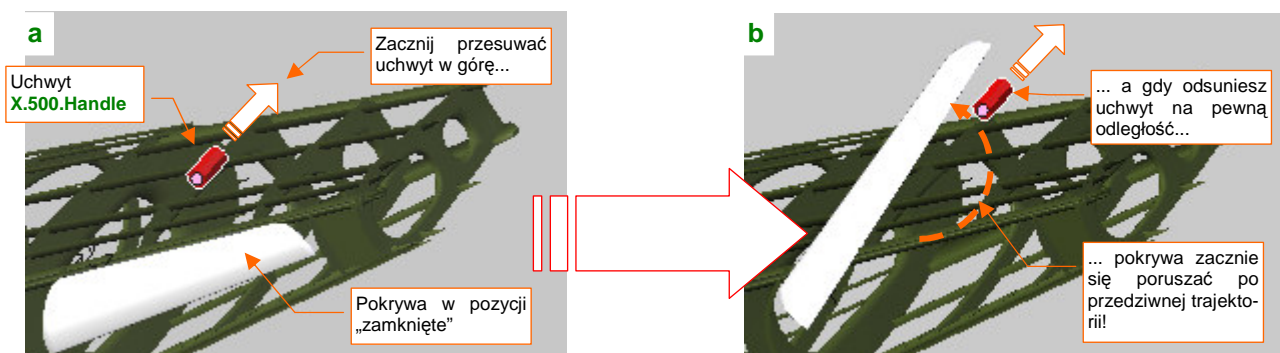 a
Zacznij przesuwać
uchwyt w górę...
Uchwyt
X.500.Handle
Pokrywa w pozycji
„zamknięte”
b
... a gdy odsuniesz
uchwyt na pewną
odległość...
... pokrywa zacznie
się poruszać po
przedziwnej trajekto-
rii!